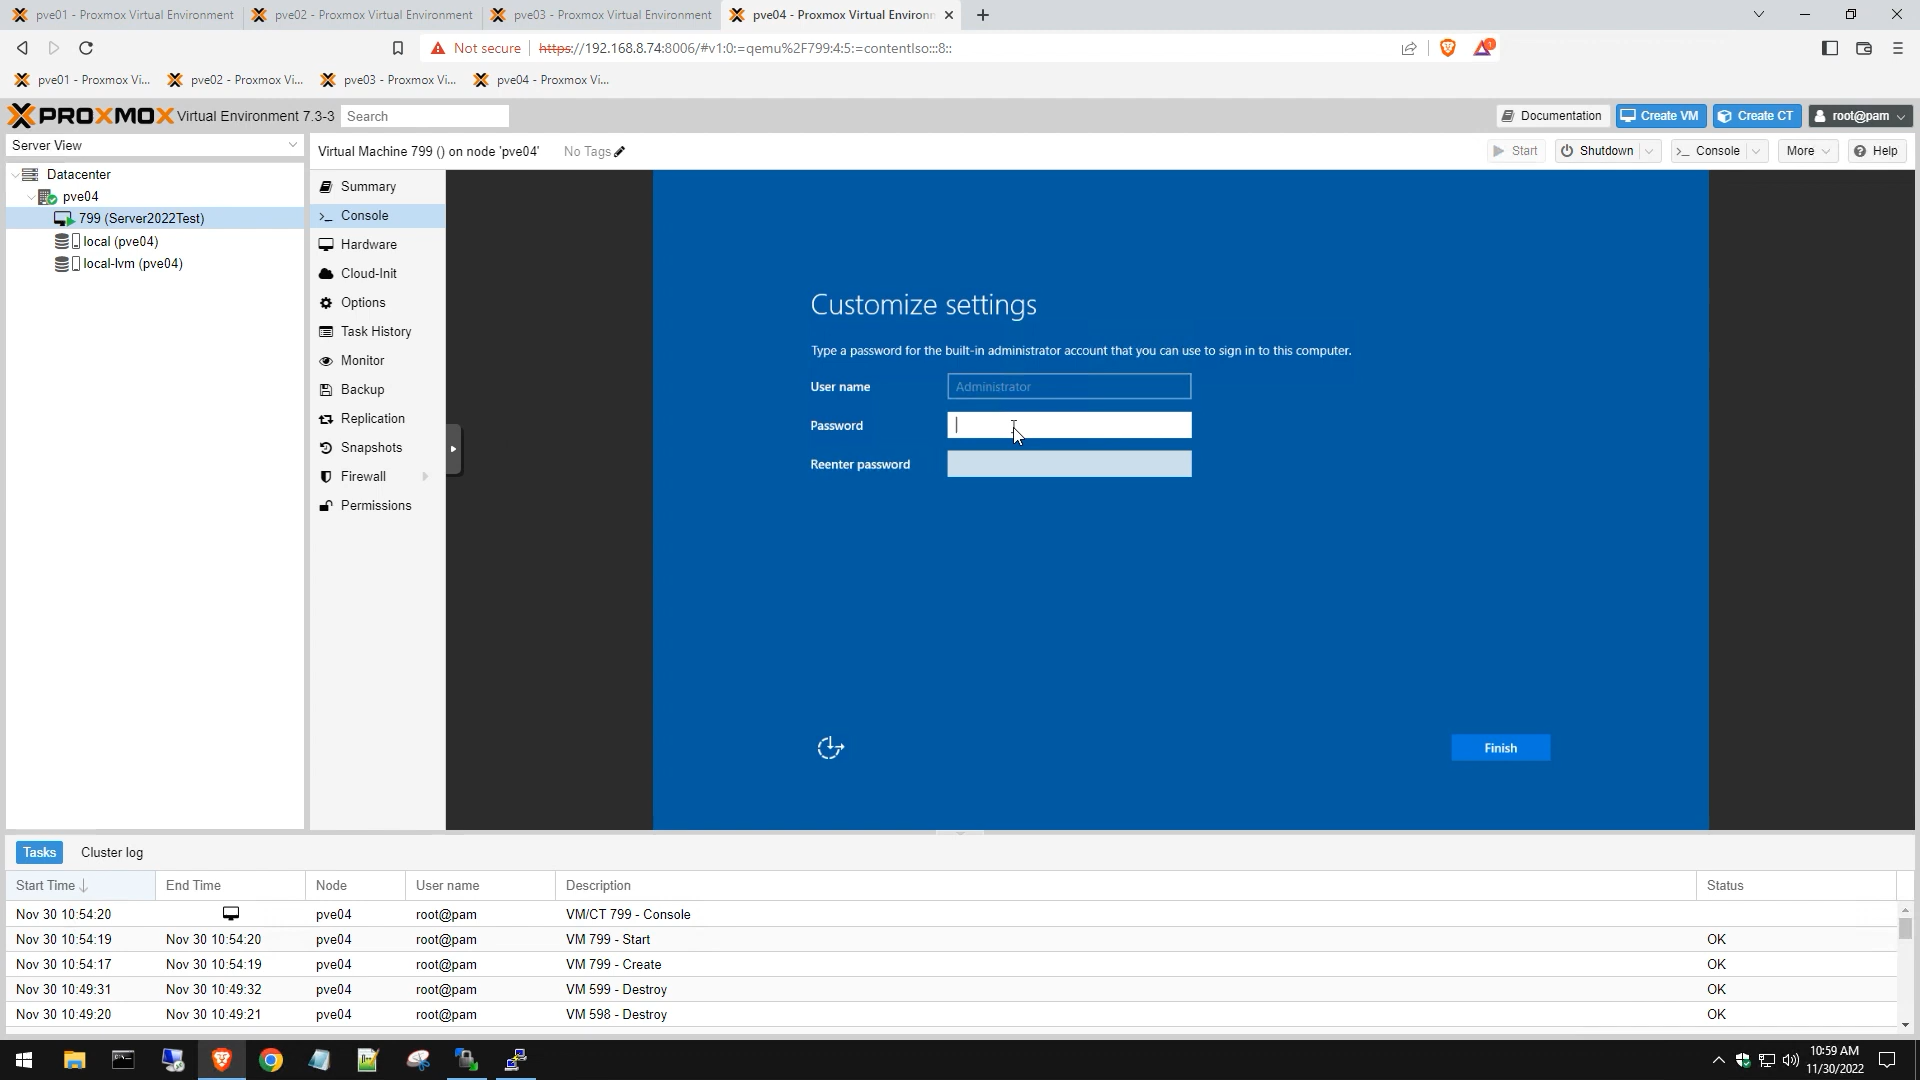 pve01 - Proxmox Virtual Environment
pve02 - Proxmox Virtual Environment
pve03 - Proxmox Virtual Environment
pve04 - Proxmox Virtual Environ
Not secure
https://192.168.8.74:8006/#v1:0:=qemu%2F799:4:5:=contentIso:::8::
1
pve01 - Proxmox Vi...
pve02 - Proxmox Vi...
pve03 - Proxmox Vi...
pve04 - Proxmox Vi...
PROXMOX Virtual Environment 7.3-3
Search
Documentation
Create VM
Create CT
root@pam
Server View
Virtual Machine 799 () on node 'pve04'
No Tags
Start
Shutdown
Console
More
Help
Datacenter
pve04
799 (Server2022Test)
local (pve04)
local-lvm (pve04)
Summary
Console
Hardware
Cloud-Init
Options
Task History
Monitor
Backup
Replication
Snapshots
Firewall
Permissions
Customize settings
Type a password for the built-in administrator account that you can use to sign in to this computer.
User name Administrator
Password
Reenter password
Finish
Tasks Cluster log
Start Time End Time Node User name Description Status
Nov 30 10:54:20 pve04 root@pam VM/CT 799 - Console
Nov 30 10:54:19 Nov 30 10:54:20 pve04 root@pam VM 799 - Start OK
Nov 30 10:54:17 Nov 30 10:54:19 pve04 root@pam VM 799 - Create OK
Nov 30 10:49:31 Nov 30 10:49:32 pve04 root@pam VM 599 - Destroy OK
Nov 30 10:49:20 Nov 30 10:49:21 pve04 root@pam VM 598 - Destroy OK
10:59 AM
11/30/2022